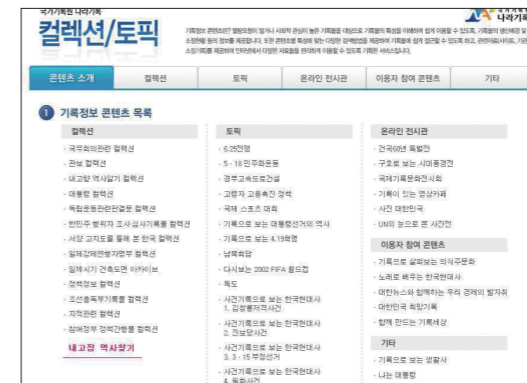 국가기록원 나라기록
컬렉션/토픽
콘텐츠 소개
컬렉션
토픽
온라인 전시관
이용자 참여 콘텐츠
기타
1 기록정보 콘텐츠 목록
컬렉션
· 국무회의관련 컬렉션
· 관보 컬렉션
· 내고향 역사알기 컬렉션
· 대통령 컬렉션
· 독립운동관련판결문 컬렉션
· 반민주 행위자 조사·심사기록물 컬렉션
· 서양 고지도를 통해 본 한국 컬렉션
· 일제강제연행자명부 컬렉션
· 일제시기 건축도면 아카이브
· 정책정보 컬렉션
· 조선총독부기록물 컬렉션
· 지적관련 컬렉션
· 참여정부 정책간행물 컬렉션
내고장 역사찾기
토픽
· 6.25전쟁
· 5·18 민주화운동
· 경부고속도로건설
· 고령자 고용촉진 정책
· 국제 스포츠 대회
· 기록으로 보는 대통령선거의 역사
· 기록으로 보는 4.19혁명
· 남북회담
· 다시보는 2002 FIFA 월드컵
· 독도
· 사건기록으로 보는 한국현대사
1. 김창룡저격사건
· 사건기록으로 보는 한국현대사
2. 진보당사건
· 사건기록으로 보는 한국현대사
3. 3·15 부정선거
· 사건기록으로 보는 한국현대사
온라인 전시관
· 건국60년 특별전
· 구호로 보는 시대풍경전
· 국제기록문화전시회
· 기록이 있는 영상카페
· 사진 대한민국
· UN의 눈으로 본 사진전
이용자 참여 콘텐츠
· 기록으로 살펴보는 의식주문화
· 노래로 배우는 한국현대사
· 대한뉴스와 함께하는 우리 경제의 발자취
· 대한민국 희망기록
· 함께 만드는 기록세상
기타
· 기록으로 보는 생활사
· 나는 대통령